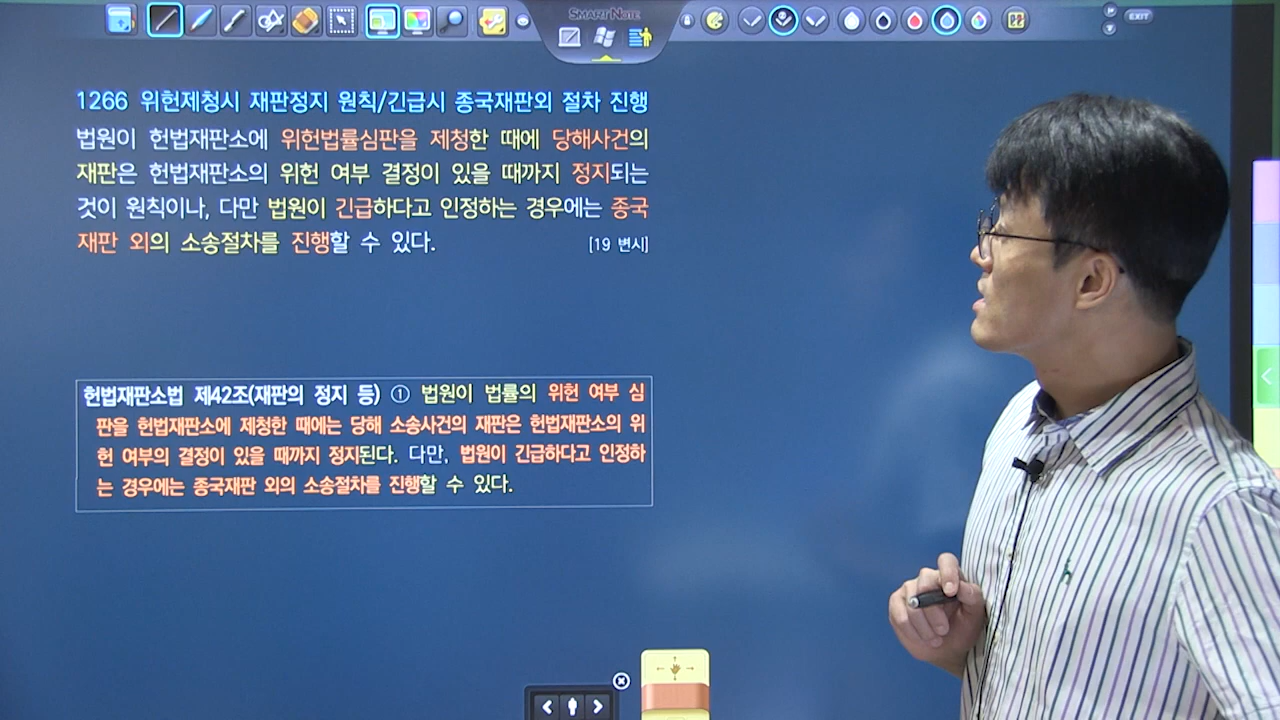 SMARTNOTE
EXIT
1266 위헌제청시 재판정지 원칙/긴급시 종국재판외 절차 진행
법원이 헌법재판소에 위헌법률심판을 제청한 때에 당해사건의
재판은 헌법재판소의 위헌 여부 결정이 있을 때까지 정지되는
것이 원칙이나, 다만 법원이 긴급하다고 인정하는 경우에는 종국
재판 외의 소송절차를 진행할 수 있다. [19 변시]
헌법재판소법 제42조(재판의 정지 등) ① 법원이 법률의 위헌 여부 심
판을 헌법재판소에 제청한 때에는 당해 소송사건의 재판은 헌법재판소의 위
헌 여부의 결정이 있을 때까지 정지된다. 다만, 법원이 긴급하다고 인정하
는 경우에는 종국재판 외의 소송절차를 진행할 수 있다.